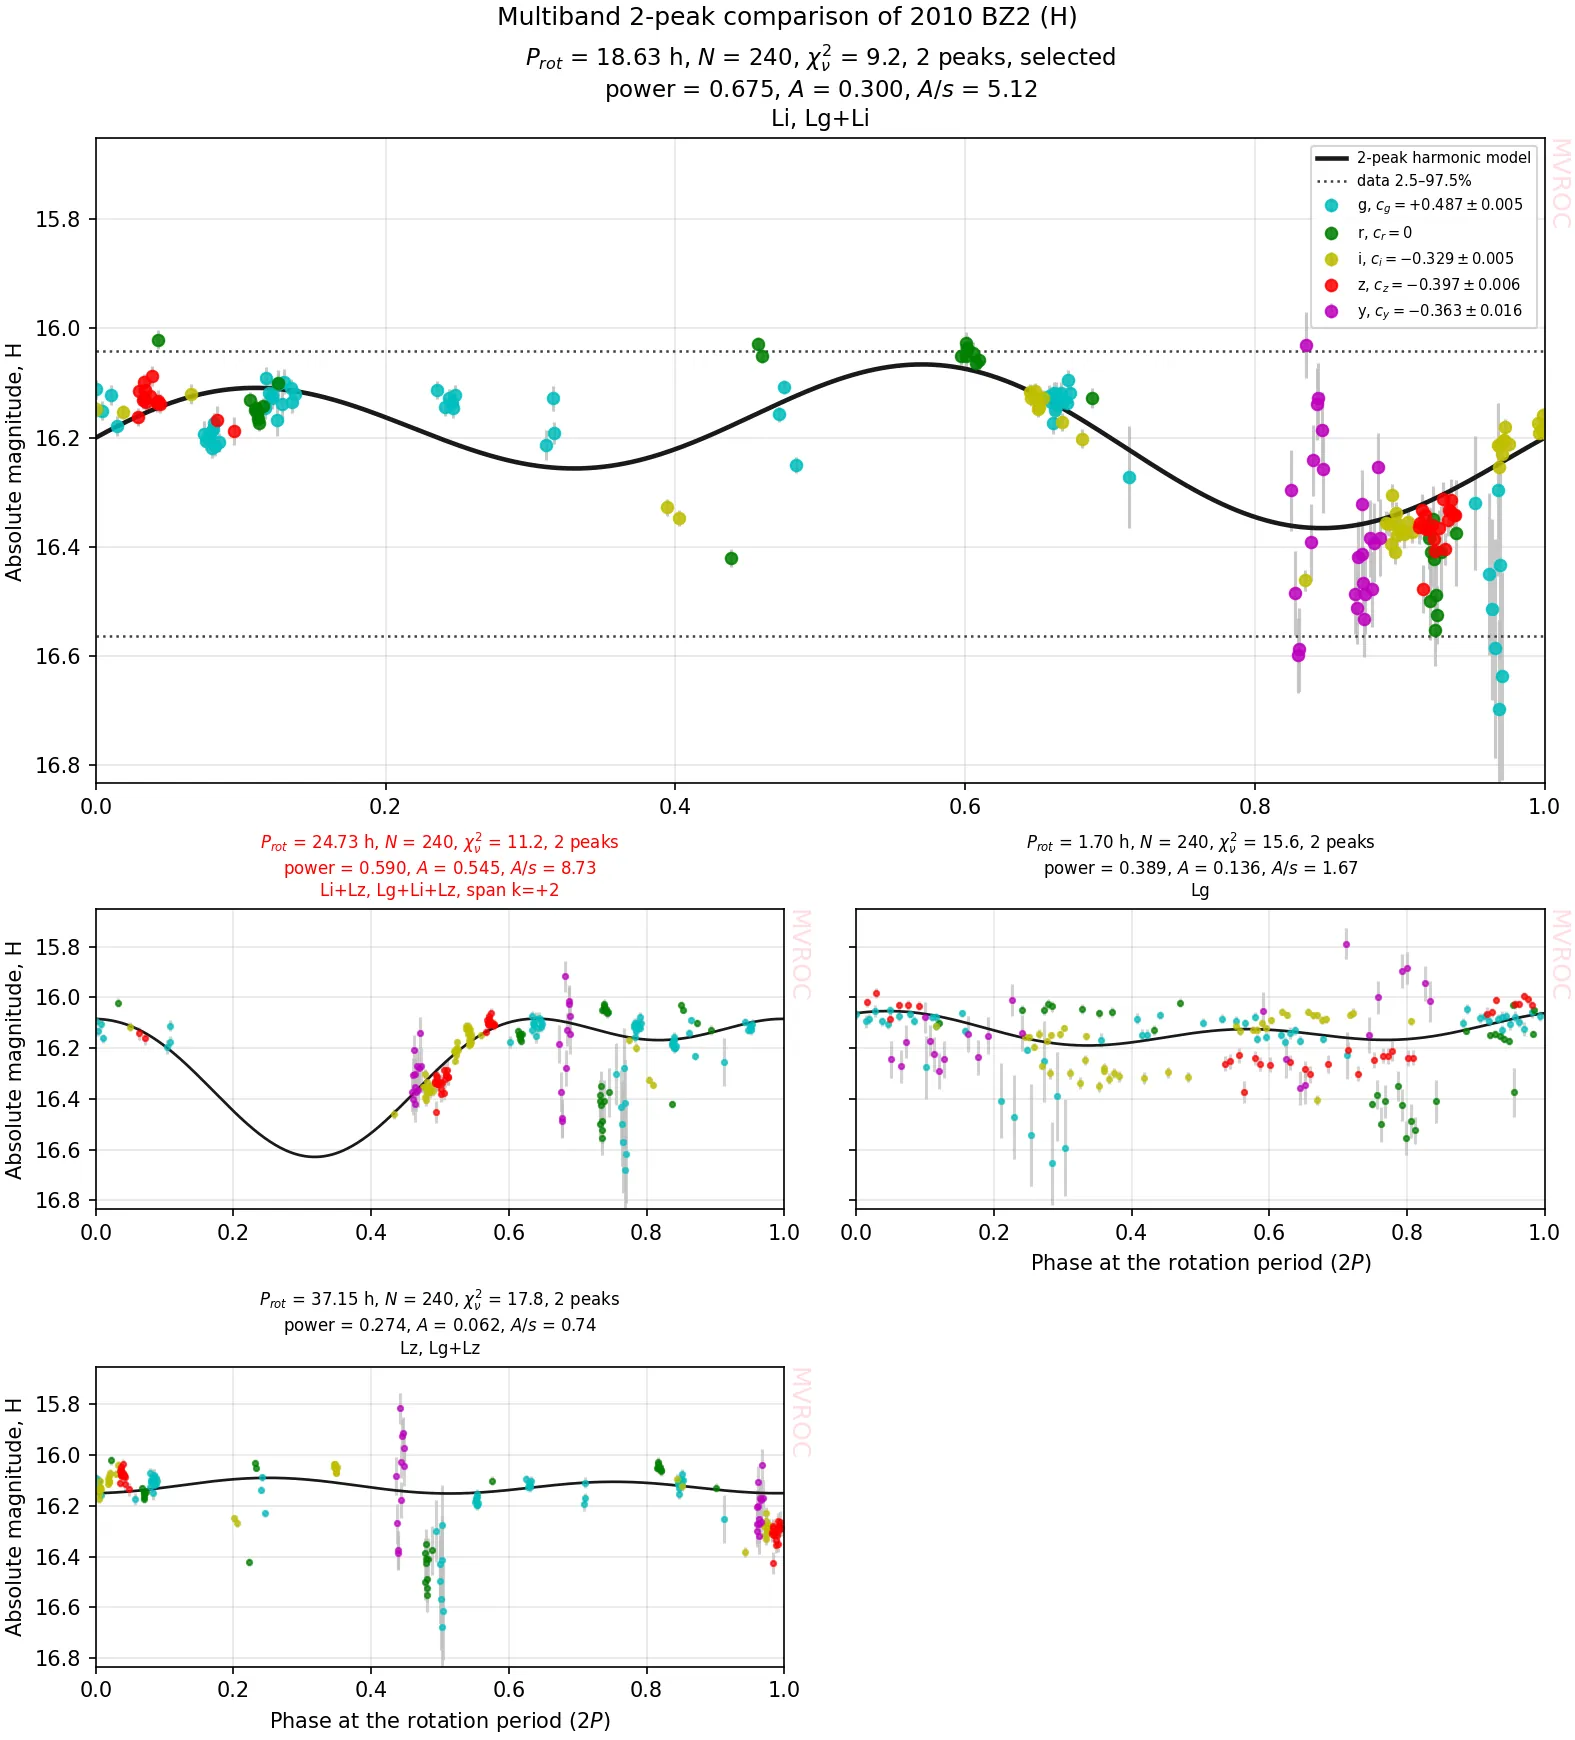 Multiband 2-peak comparison of 2010 BZ2 (H)
P_rot = 18.63 h, N = 240, χ²_ν = 9.2, 2 peaks, selected
power = 0.675, A = 0.300, A/s = 5.12
Li, Lg+Li
MVROC
2-peak harmonic model
data 2.5–97.5%
g, c_g = +0.487 ± 0.005
r, c_r = 0
i, c_i = −0.329 ± 0.005
z, c_z = −0.397 ± 0.006
y, c_y = −0.363 ± 0.016
Absolute magnitude, H
15.8
16.0
16.2
16.4
16.6
16.8
0.0 0.2 0.4 0.6 0.8 1.0
P_rot = 24.73 h, N = 240, χ²_ν = 11.2, 2 peaks
power = 0.590, A = 0.545, A/s = 8.73
Li+Lz, Lg+Li+Lz, span k=+2
MVROC
Absolute magnitude, H
15.8
16.0
16.2
16.4
16.6
16.8
0.0 0.2 0.4 0.6 0.8 1.0
P_rot = 1.70 h, N = 240, χ²_ν = 15.6, 2 peaks
power = 0.389, A = 0.136, A/s = 1.67
Lg
MVROC
0.0 0.2 0.4 0.6 0.8 1.0
Phase at the rotation period (2P)
P_rot = 37.15 h, N = 240, χ²_ν = 17.8, 2 peaks
power = 0.274, A = 0.062, A/s = 0.74
Lz, Lg+Lz
MVROC
Absolute magnitude, H
15.8
16.0
16.2
16.4
16.6
16.8
0.0 0.2 0.4 0.6 0.8 1.0
Phase at the rotation period (2P)